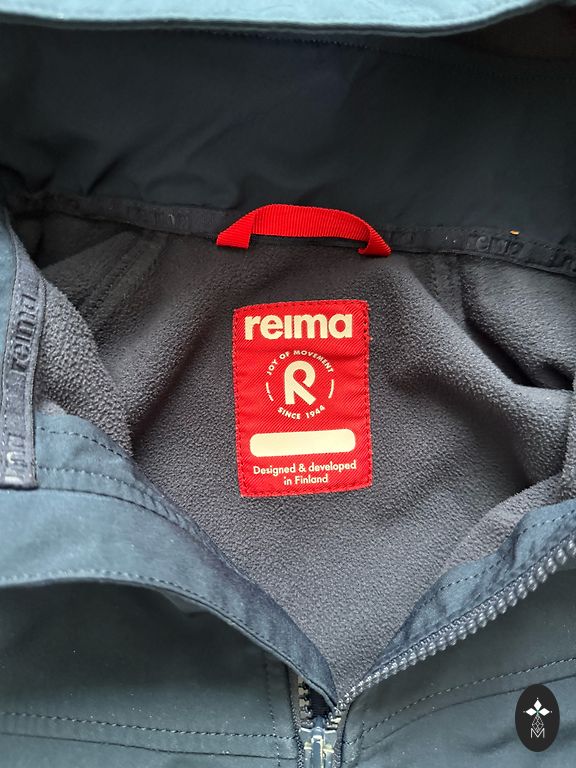 reima
reima
reima
JOY OF MOVEMENT
SINCE 1944
Designed & developed
in Finland